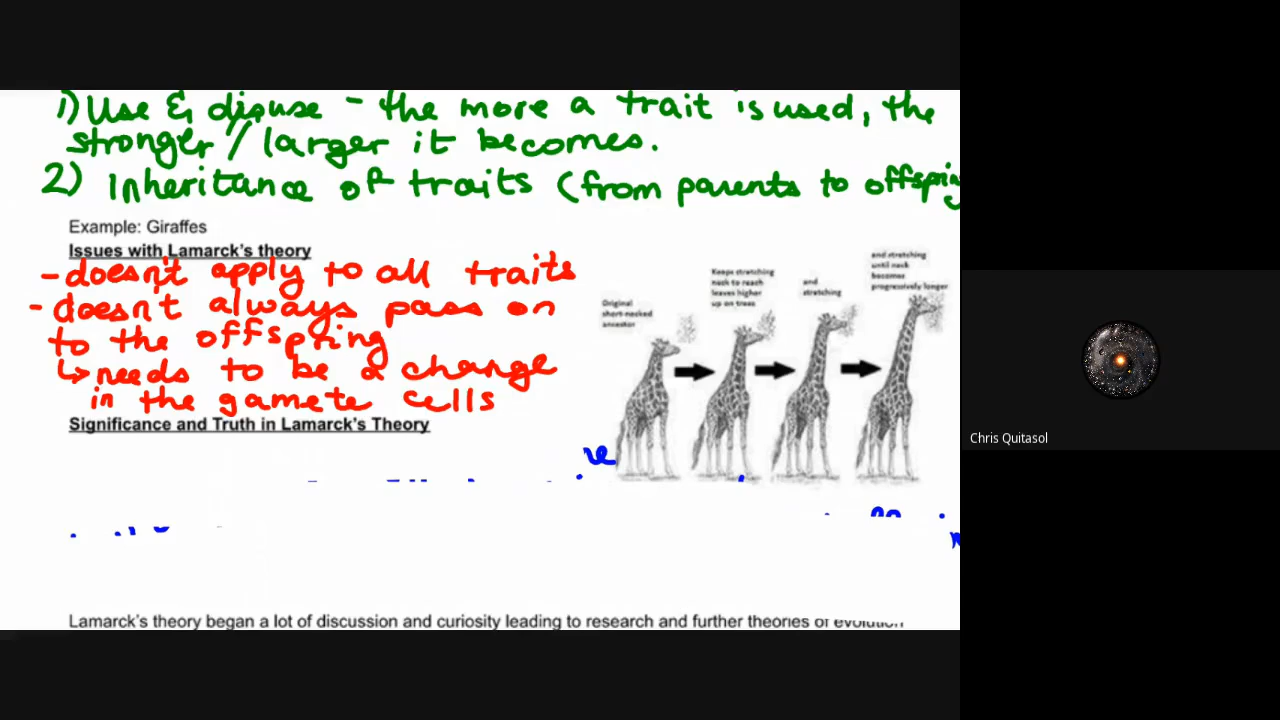 1) Use & disuse - the more a trait is used, the
stronger / larger it becomes.
2) Inheritance of traits (from parents to offspring
Example: Giraffes
Issues with Lamarck's theory
- doesn't apply to all traits
- doesn't always pass on
to the offspring
↳ needs to be a change
in the gamete cells
Original
short-necked
ancestor
Keeps stretching
neck to reach
leaves higher
up on trees
and
stretching
and stretching
until neck
becomes
progressively longer
Significance and Truth in Lamarck's Theory
Lamarck's theory began a lot of discussion and curiosity leading to research and further theories of evolution
Chris Quitasol